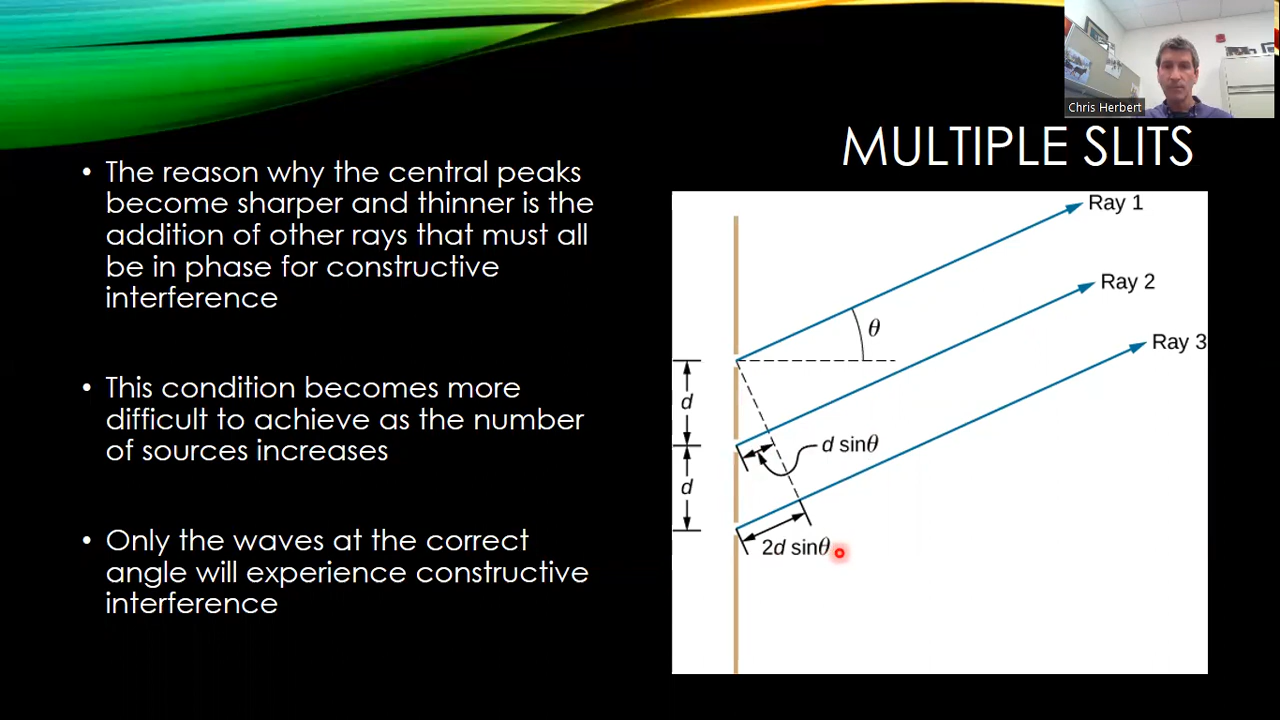 Chris Herbert
MULTIPLE SLITS
• The reason why the central peaks
become sharper and thinner is the
addition of other rays that must all
be in phase for constructive
interference
• This condition becomes more
difficult to achieve as the number
of sources increases
• Only the waves at the correct
angle will experience constructive
interference
Ray 1
Ray 2
Ray 3
θ
d
d sinθ
d
2d sinθ